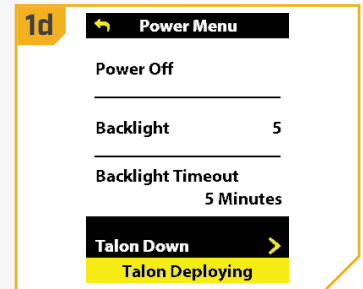 1d
Power Menu
Power Off
Backlight 5
Backlight Timeout
5 Minutes
Talon Down
Talon Deploying